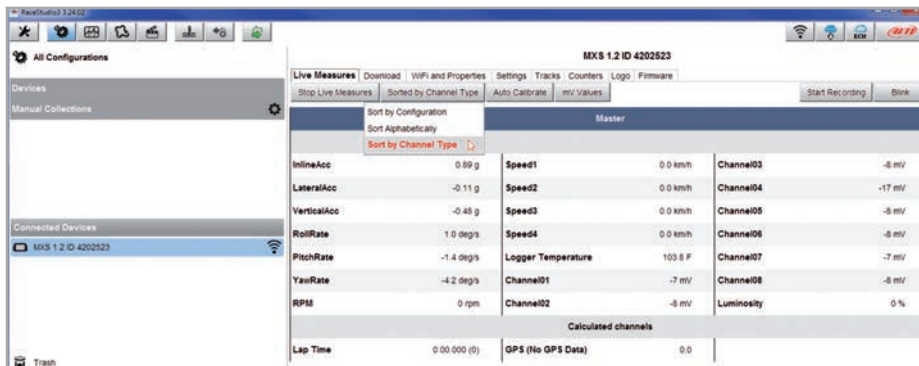 RaceStudio3 3.24.02
ECU
AiM
All Configurations
Devices
Manual Collections
Connected Devices
MXS 1.2 ID 4202523
Trash
MXS 1.2 ID 4202523
Live Measures Download WiFi and Properties Settings Tracks Counters Logo Firmware
Stop Live Measures Sorted by Channel Type Auto Calibrate mV Values Start Recording Blink
Sort by Configuration
Sort Alphabetically
Sort by Channel Type
Master
InlineAcc 0.89 g Speed1 0.0 km/h Channel03 -8 mV
LateralAcc -0.11 g Speed2 0.0 km/h Channel04 -17 mV
VerticalAcc -0.46 g Speed3 0.0 km/h Channel05 -8 mV
RollRate 1.0 deg/s Speed4 0.0 km/h Channel06 -8 mV
PitchRate -1.4 deg/s Logger Temperature 103.8 F Channel07 -7 mV
YawRate -4.2 deg/s Channel01 -7 mV Channel08 -8 mV
RPM 0 rpm Channel02 -8 mV Luminosity 0 %
Calculated channels
Lap Time 0:00.000 (0) GPS (No GPS Data) 0.0